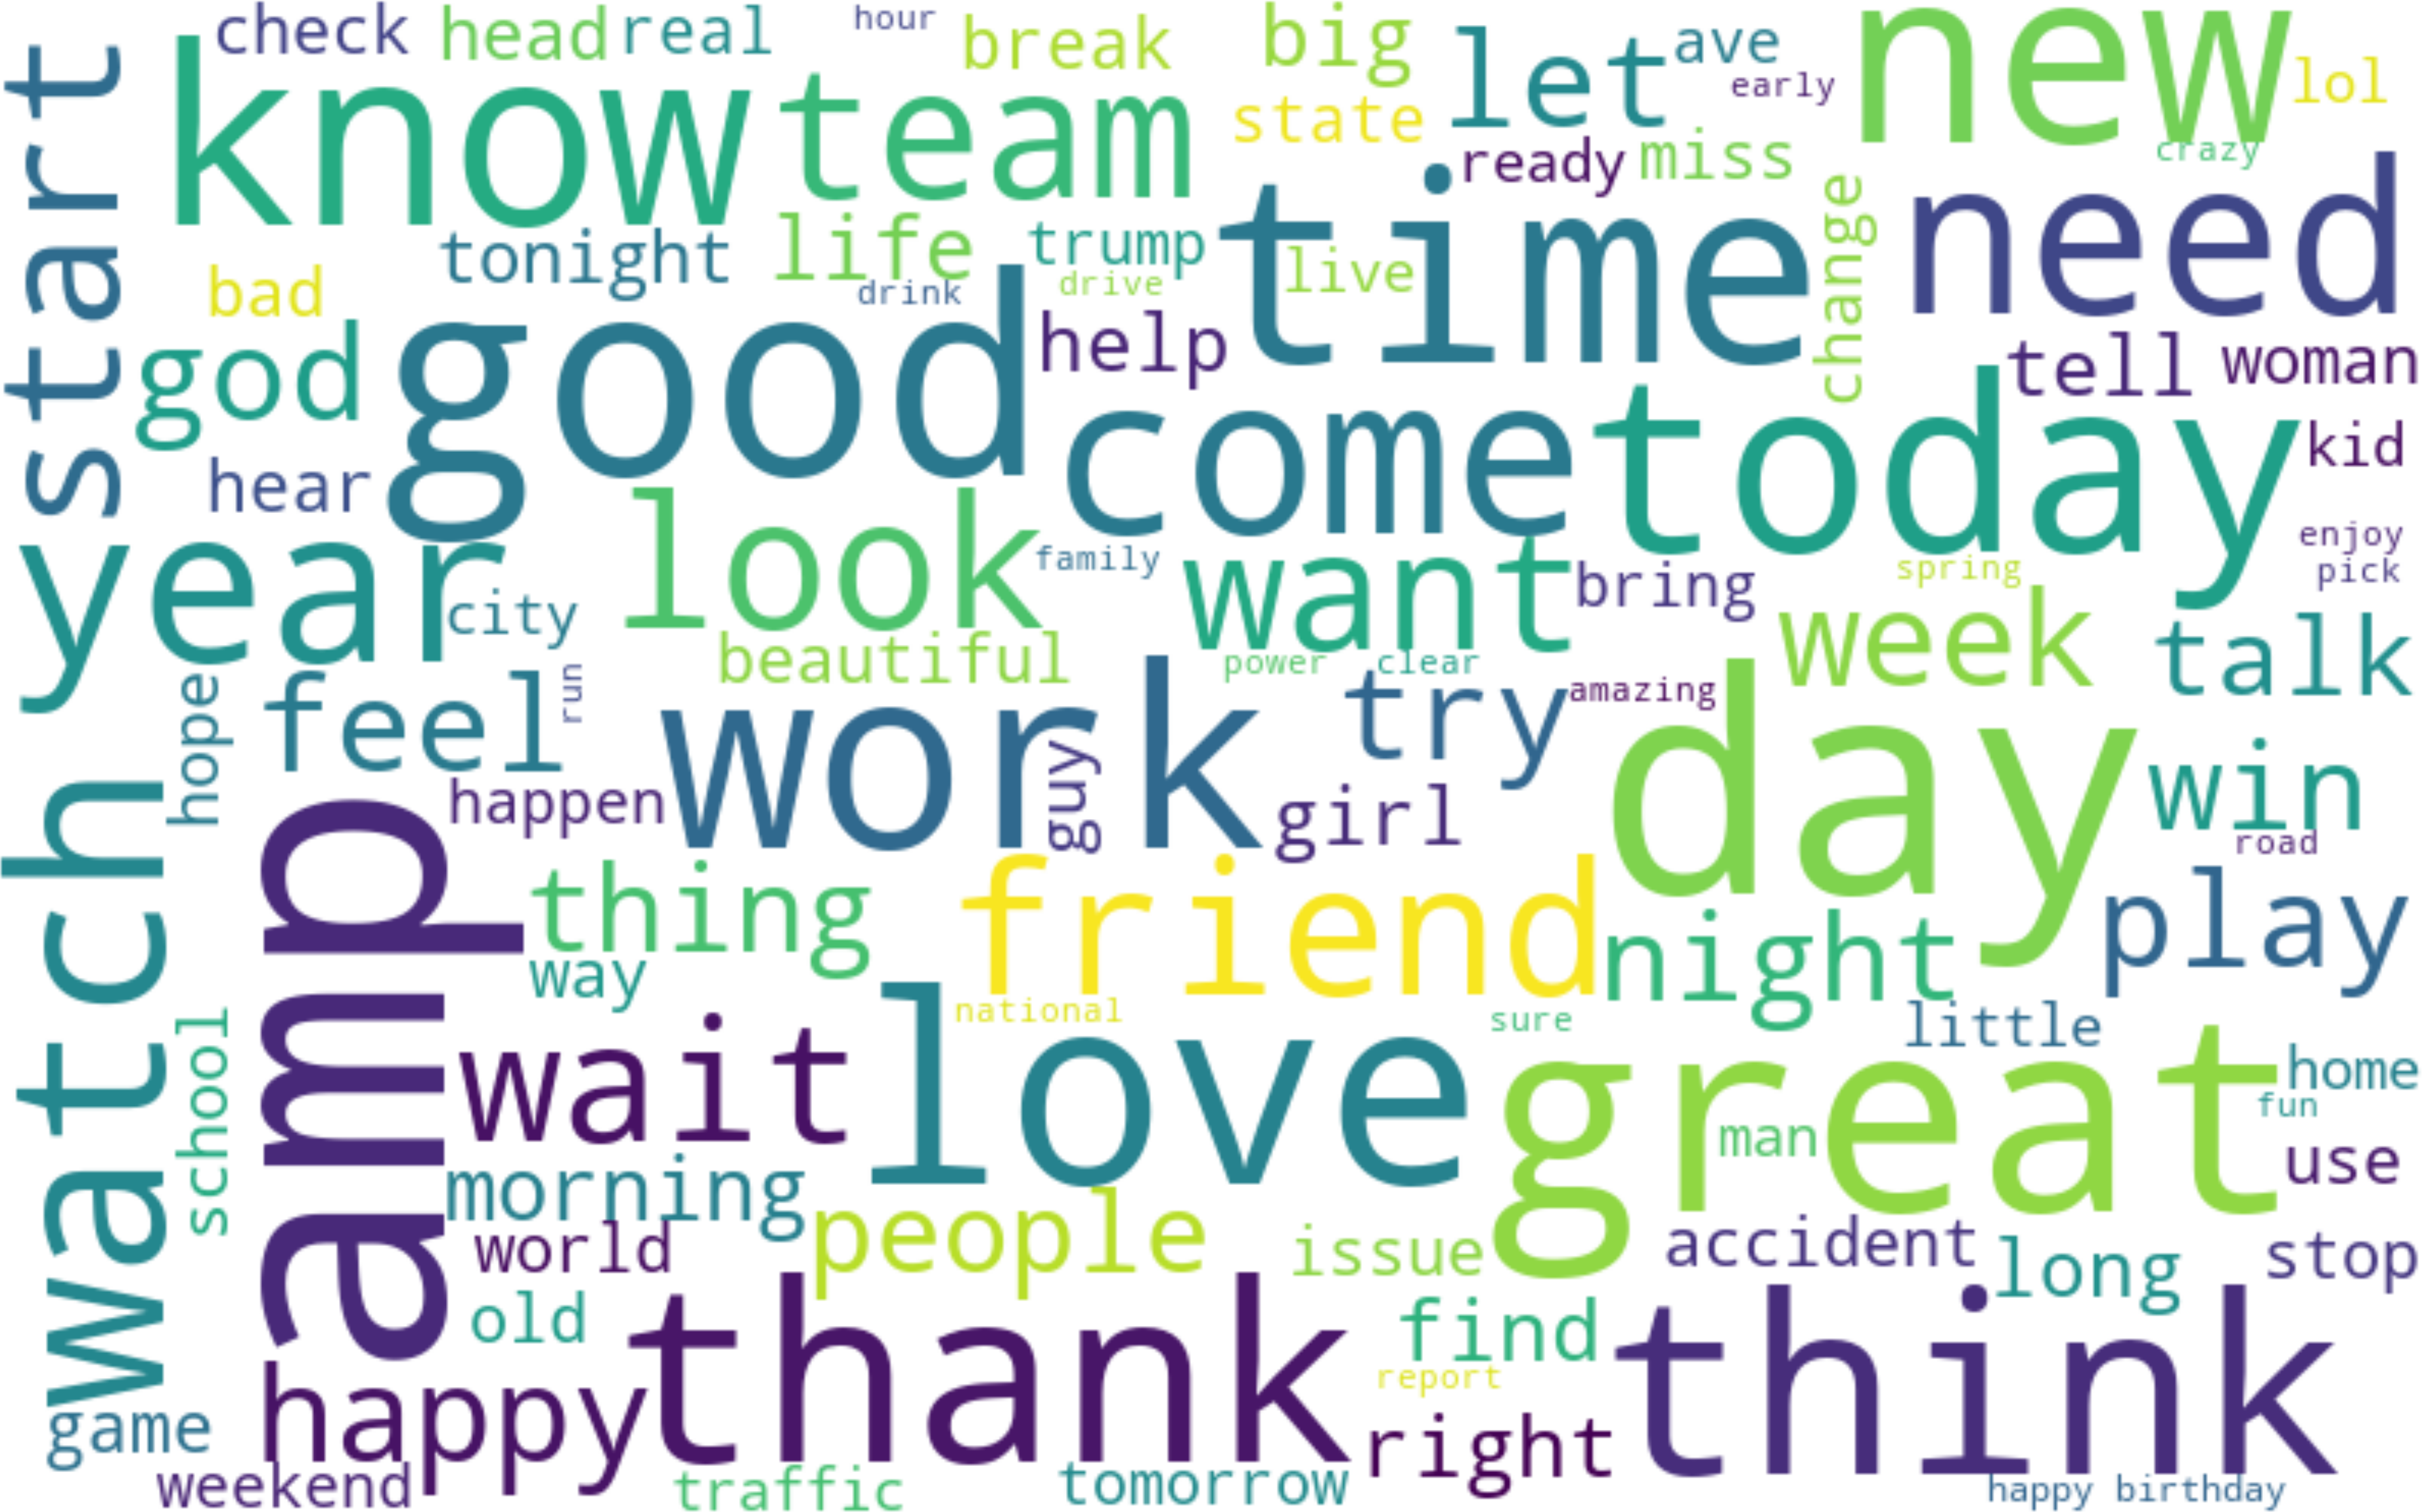 check
head
real
hour
break
big
let
ave
early
new
lol
crazy
start
know
team
state
ready
miss
time
change
need
tonight
life
trump
drive
drink
live
bad
god
good
help
tell
woman
come
today
kid
hear
look
enjoy
pick
year
city
family
want
bring
spring
week
talk
beautiful
power
clear
hope
feel
run
work
try
amazing
day
win
road
happen
guy
girl
watch
amp
thing
friend
night
play
way
national
sure
little
school
wait
love
great
home
fun
man
use
morning
people
world
issue
accident
long
stop
old
thank
find
think
report
happy
right
game
weekend
traffic
tomorrow
happy birthday